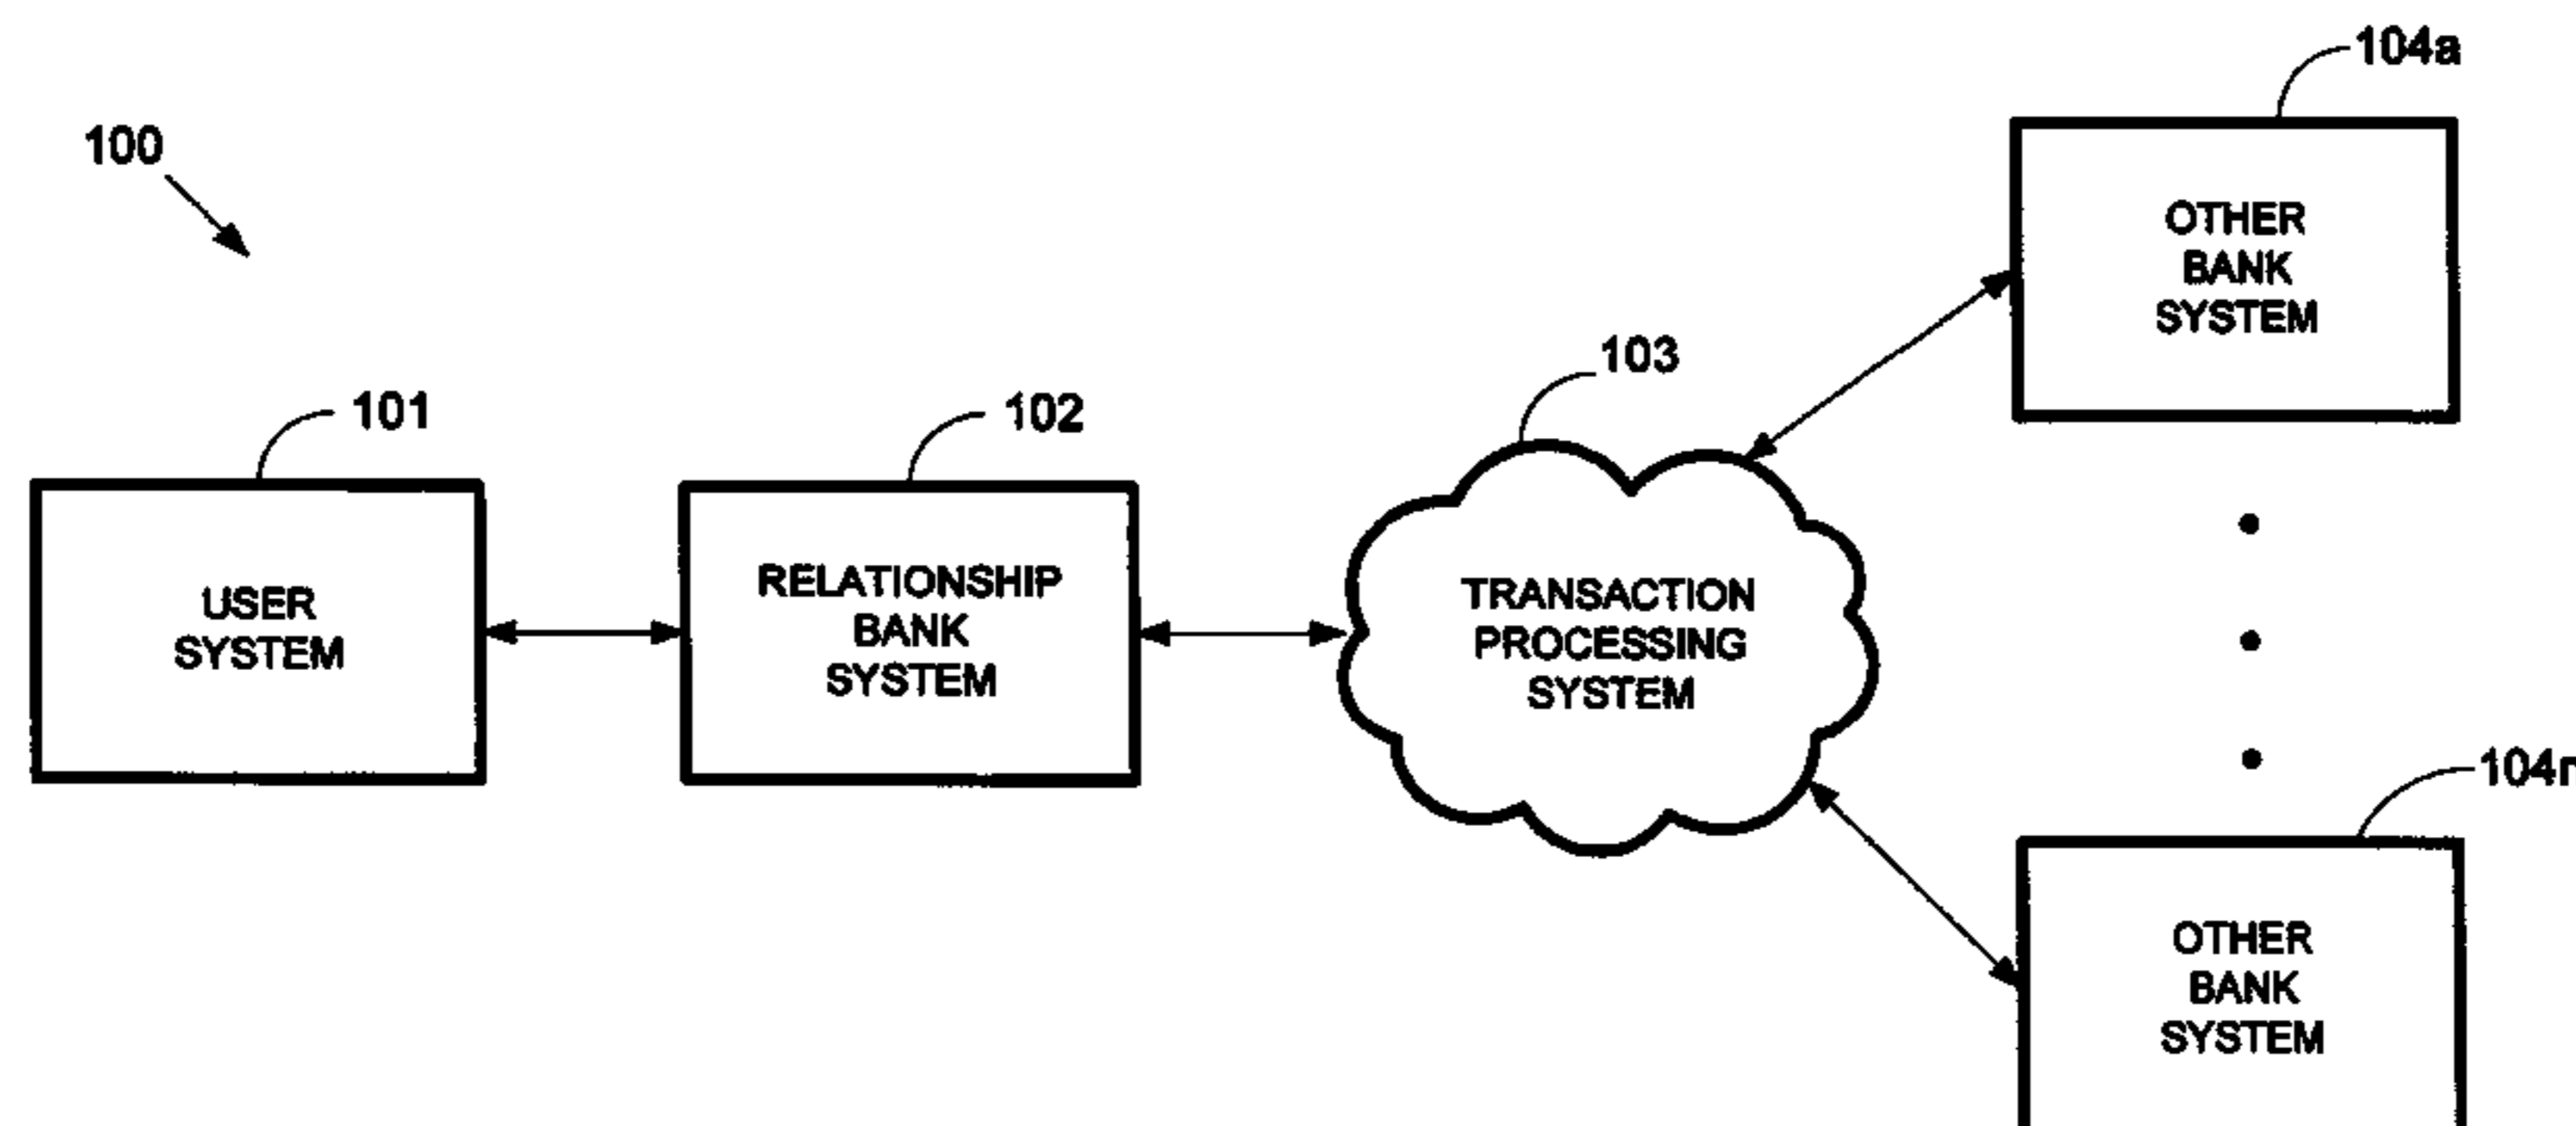 100
101
USER
SYSTEM
102
RELATIONSHIP
BANK
SYSTEM
103
TRANSACTION
PROCESSING
SYSTEM
104a
OTHER
BANK
SYSTEM
104n
OTHER
BANK
SYSTEM